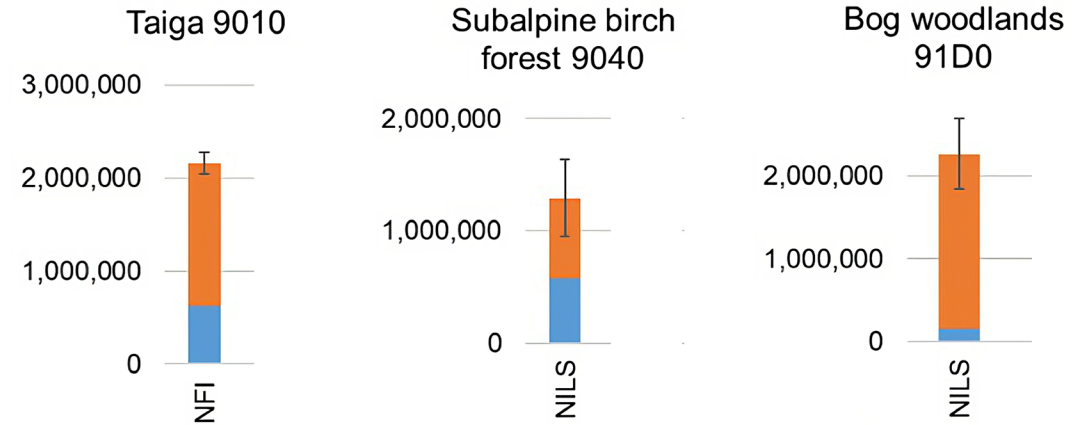 Taiga 9010
3,000,000
2,000,000
1,000,000
0
NFI
Subalpine birch
forest 9040
2,000,000
1,000,000
0
NILS
Bog woodlands
91D0
2,000,000
1,000,000
0
NILS